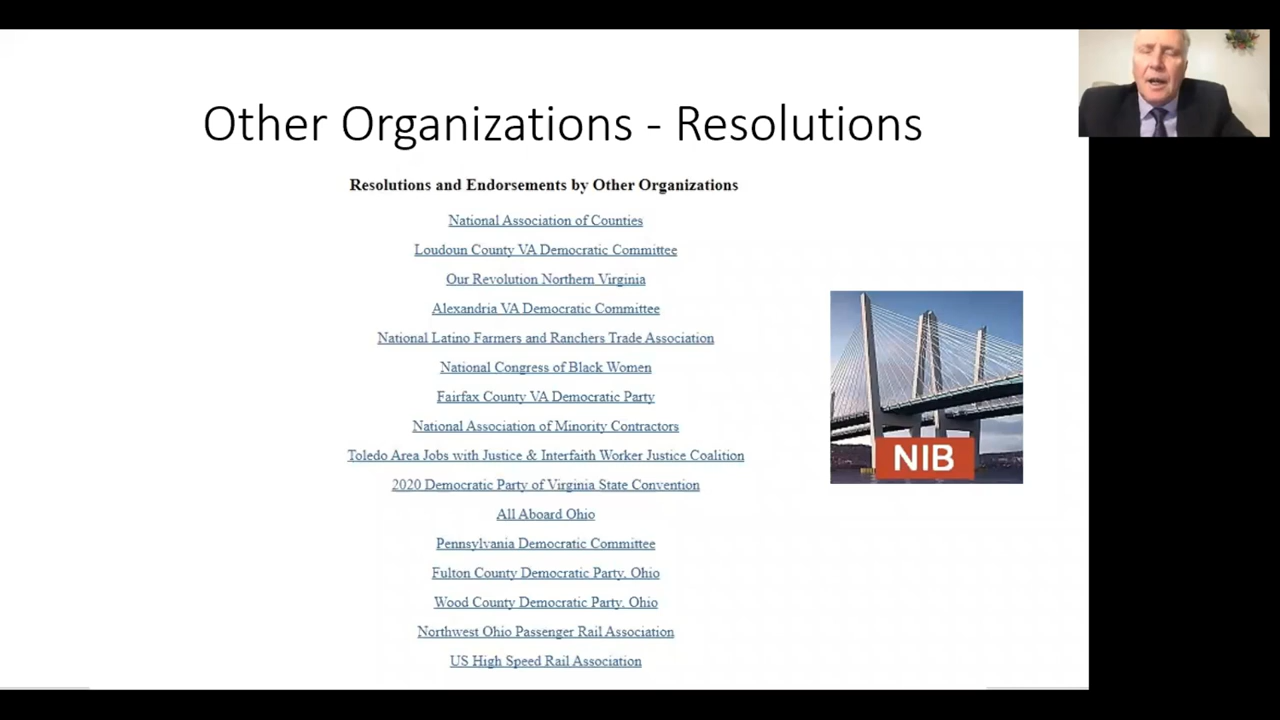 Other Organizations - Resolutions
Resolutions and Endorsements by Other Organizations
National Association of Counties
Loudoun County VA Democratic Committee
Our Revolution Northern Virginia
Alexandria VA Democratic Committee
National Latino Farmers and Ranchers Trade Association
National Congress of Black Women
Fairfax County VA Democratic Party
National Association of Minority Contractors
Toledo Area Jobs with Justice & Interfaith Worker Justice Coalition
2020 Democratic Party of Virginia State Convention
All Aboard Ohio
Pennsylvania Democratic Committee
Fulton County Democratic Party, Ohio
Wood County Democratic Party, Ohio
Northwest Ohio Passenger Rail Association
US High Speed Rail Association
NIB